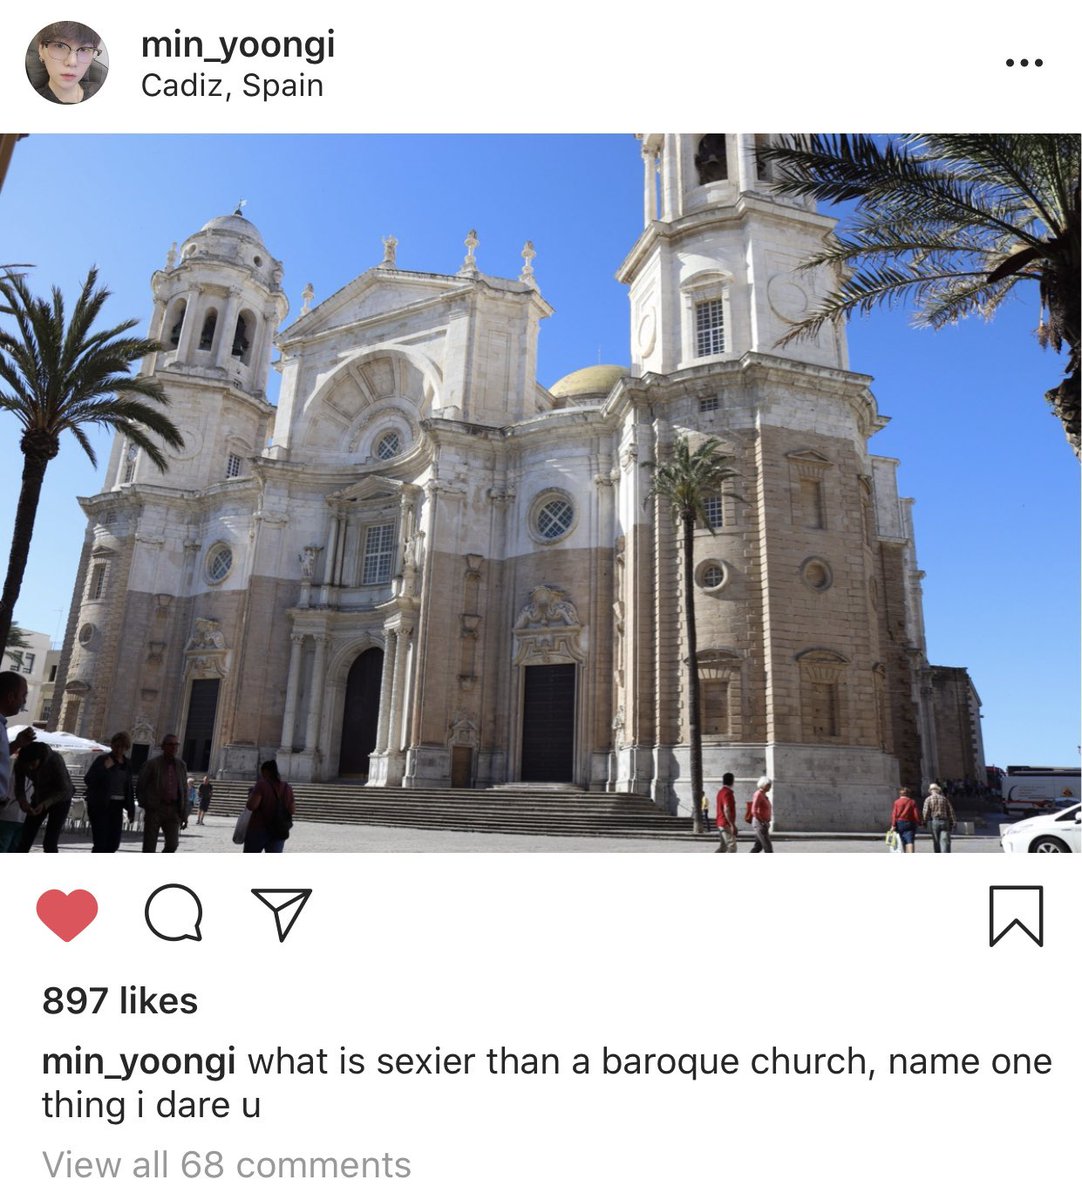 min_yoongi
Cadiz, Spain
897 likes
min_yoongi what is sexier than a baroque church, name one
thing i dare u
View all 68 comments